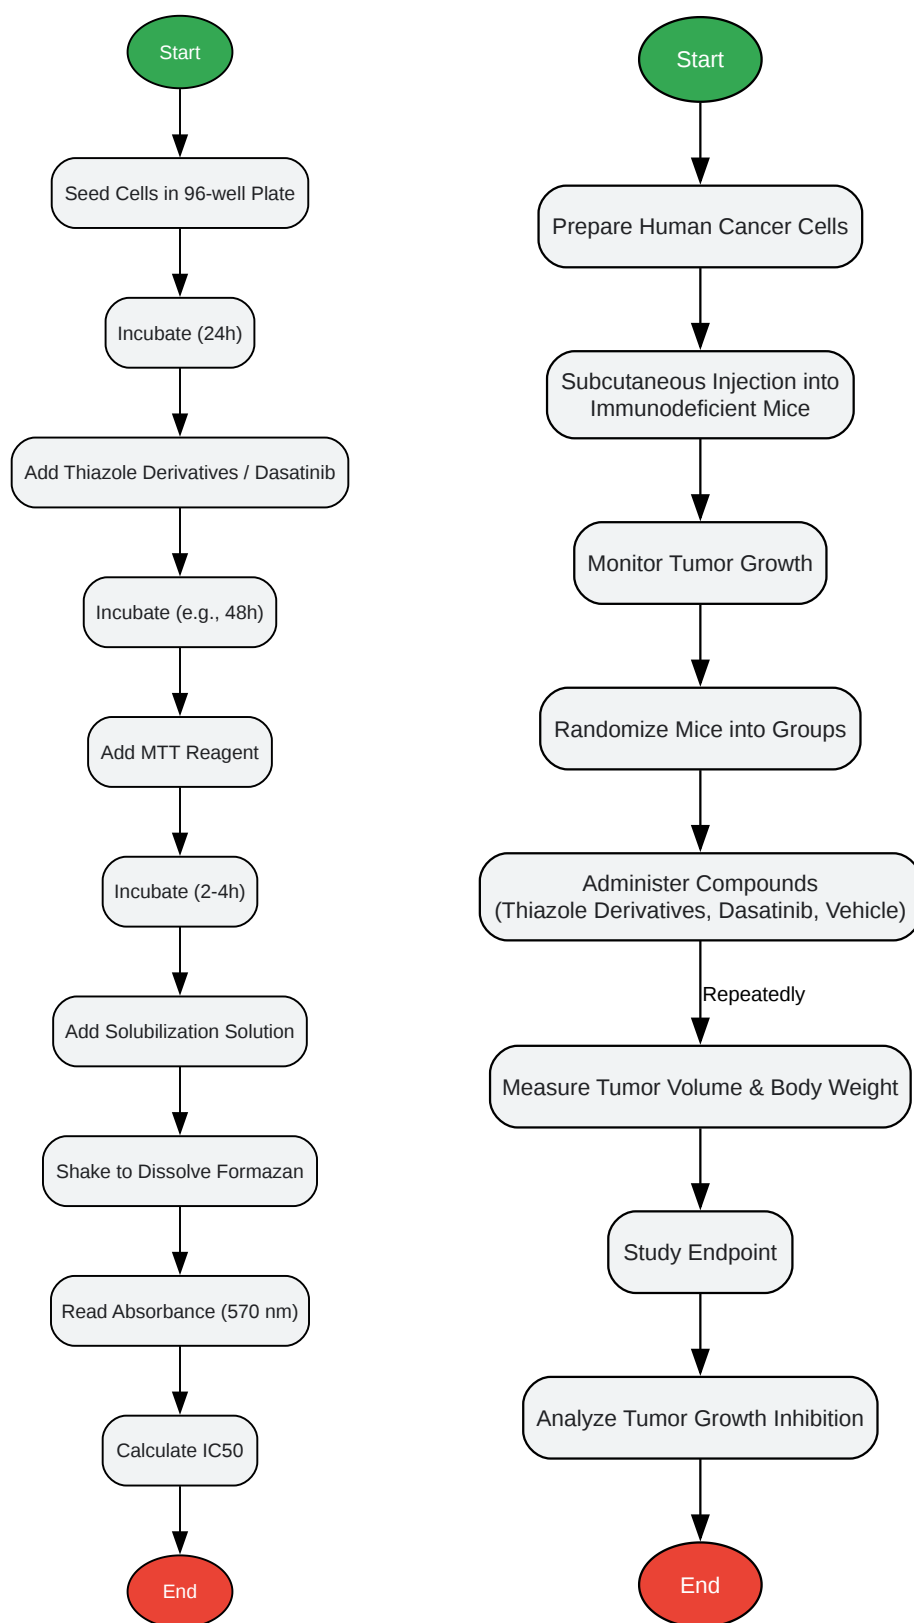 Start
Seed Cells in 96-well Plate
Incubate (24h)
Add Thiazole Derivatives / Dasatinib
Incubate (e.g., 48h)
Add MTT Reagent
Incubate (2-4h)
Add Solubilization Solution
Shake to Dissolve Formazan
Read Absorbance (570 nm)
Calculate IC50
End
Start
Prepare Human Cancer Cells
Subcutaneous Injection into
Immunodeficient Mice
Monitor Tumor Growth
Randomize Mice into Groups
Administer Compounds
(Thiazole Derivatives, Dasatinib, Vehicle)
Repeatedly
Measure Tumor Volume & Body Weight
Study Endpoint
Analyze Tumor Growth Inhibition
End